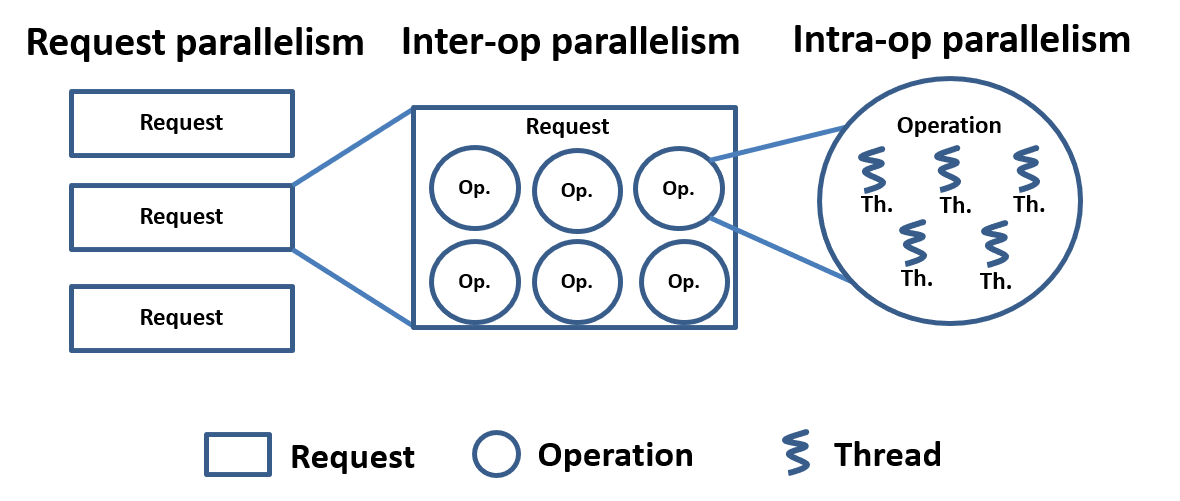 Request parallelism
Inter-op parallelism
Intra-op parallelism
Request
Request
Request
Request
Op.
Op.
Op.
Op.
Op.
Op.
Operation
Th.
Th.
Th.
Th.
Th.
Request
Operation
Thread